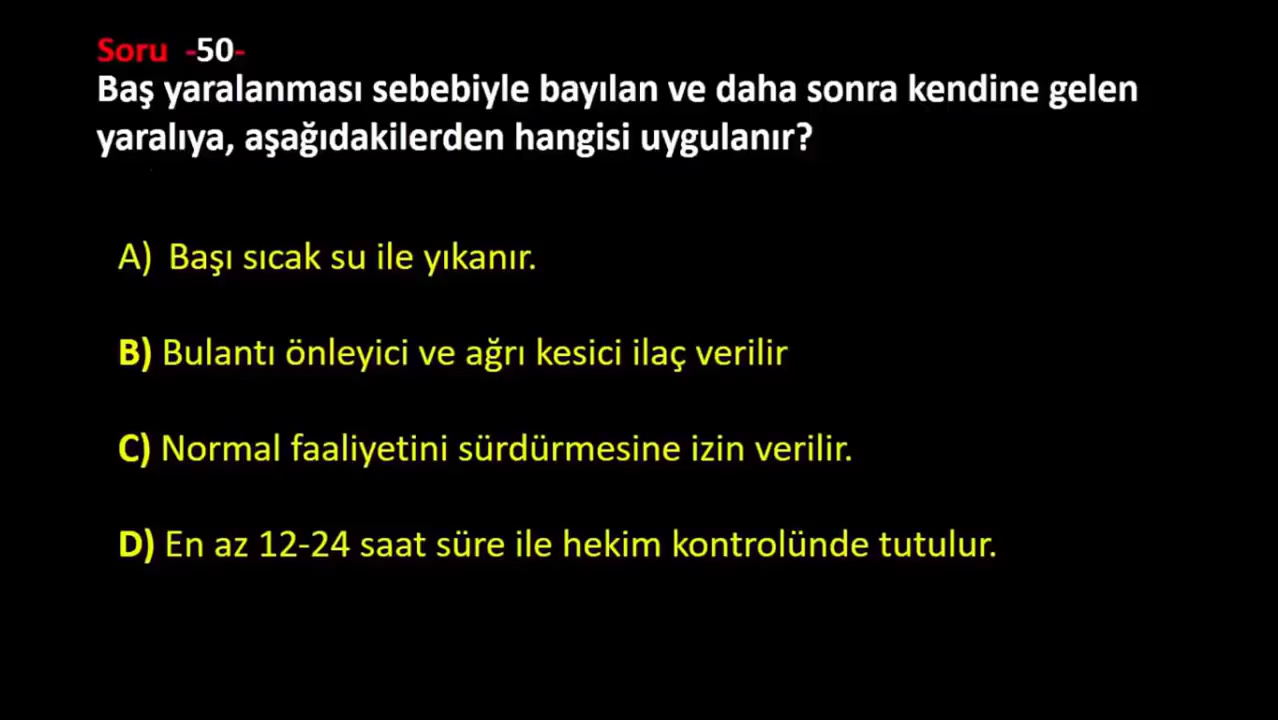 Soru -50-
Baş yaralanması sebebiyle bayılan ve daha sonra kendine gelen
yaralıya, aşağıdakilerden hangisi uygulanır?
A) Başı sıcak su ile yıkanır.
B) Bulantı önleyici ve ağrı kesici ilaç verilir
C) Normal faaliyetini sürdürmesine izin verilir.
D) En az 12-24 saat süre ile hekim kontrolünde tutulur.